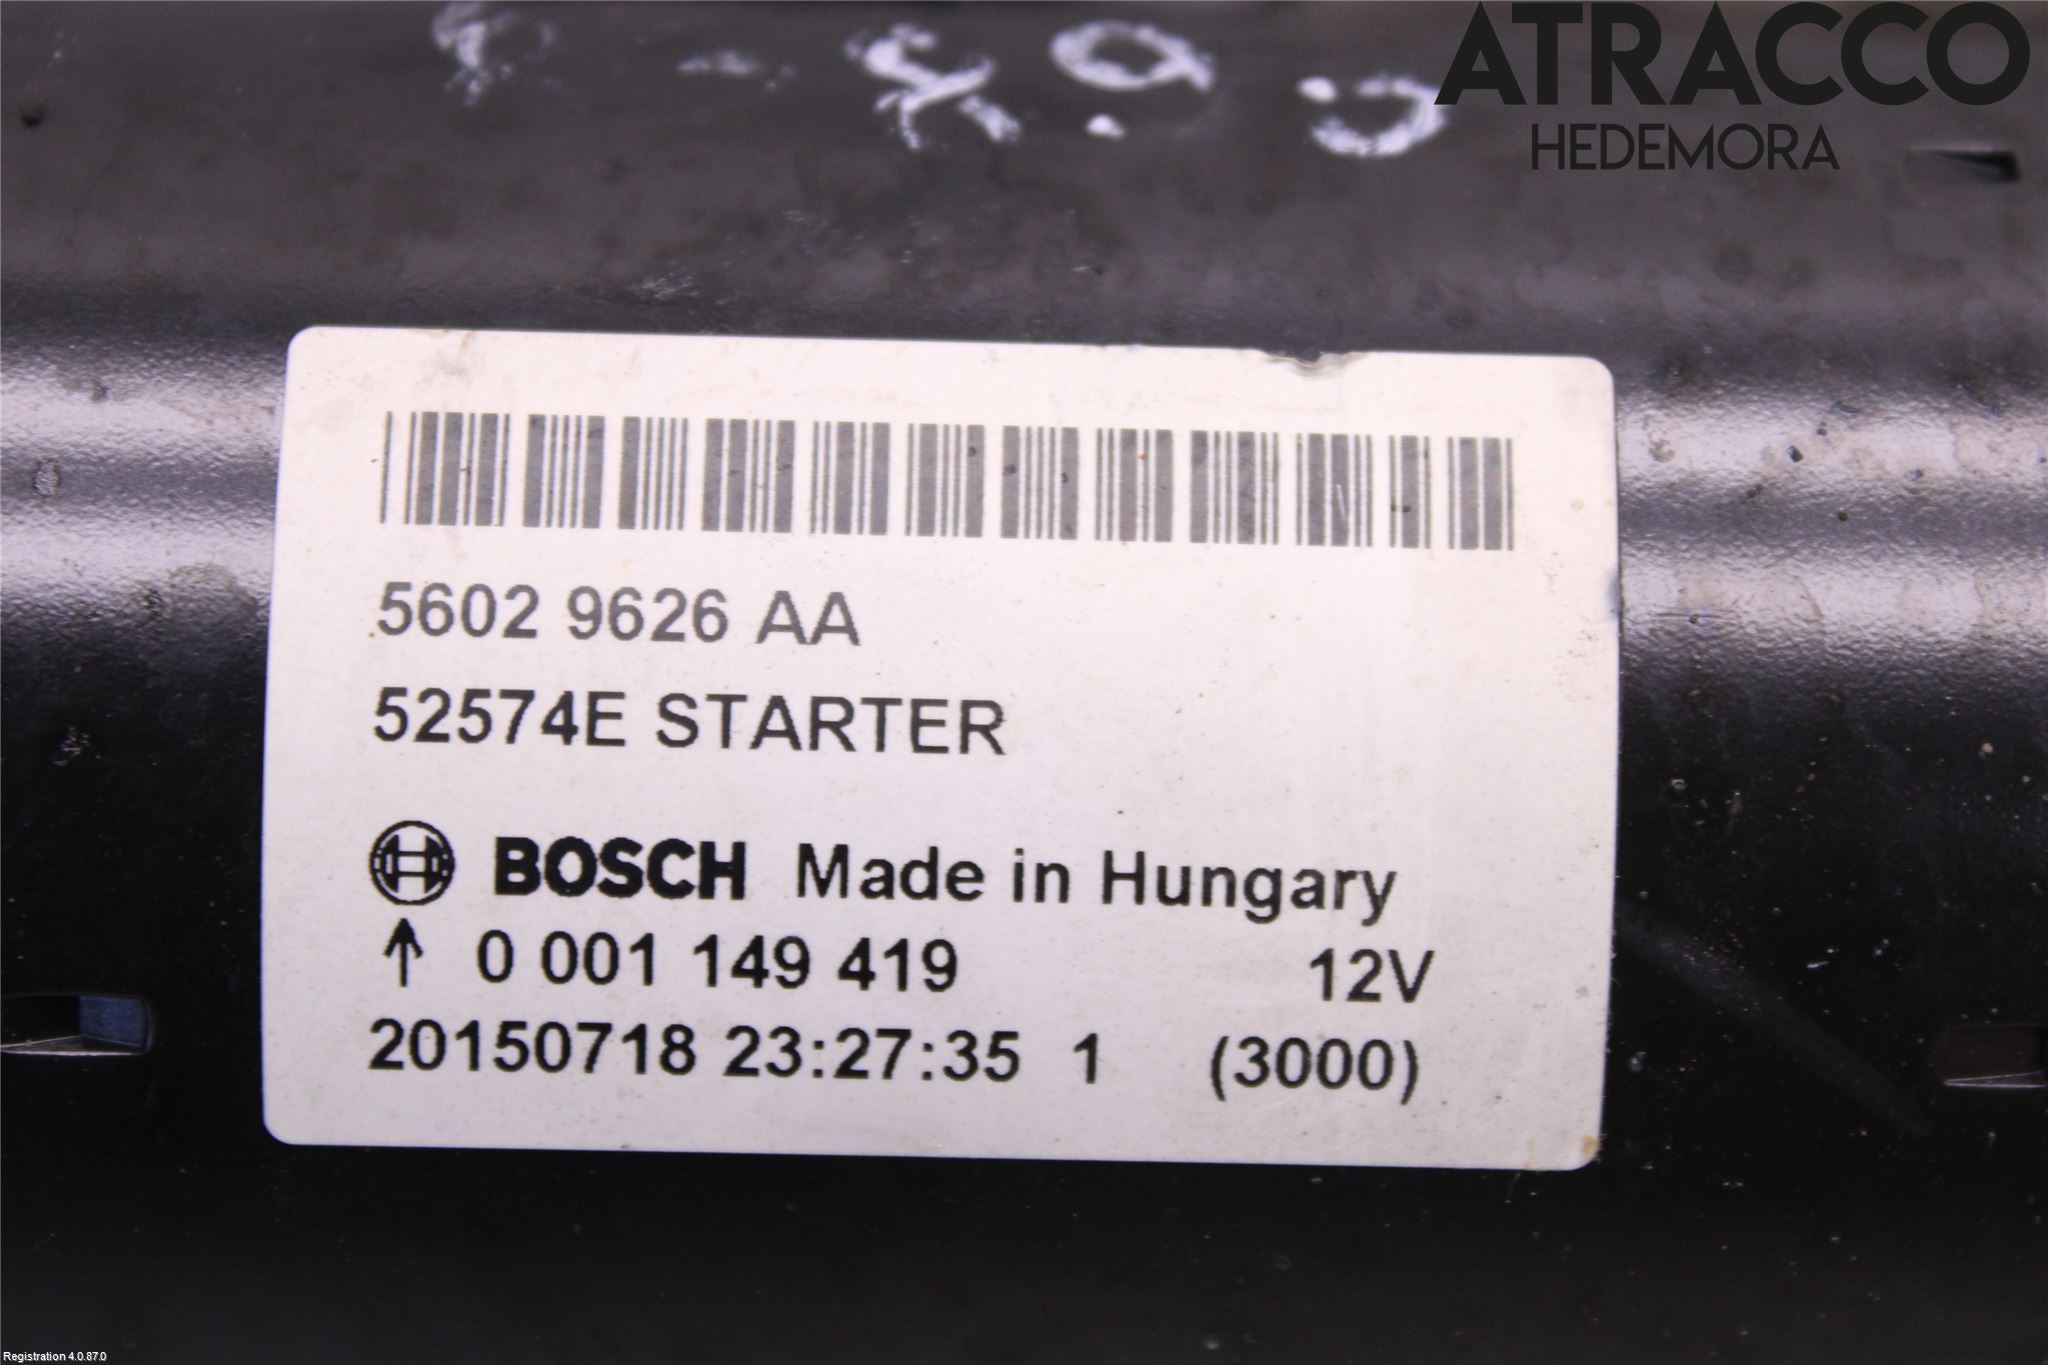 ATRACCO
HEDEMORA
5602 9626 AA
52574E STARTER
BOSCH Made in Hungary
↑ 0 001 149 419 12V
20150718 23:27:35 1 (3000)
Registration 4.0.87.0